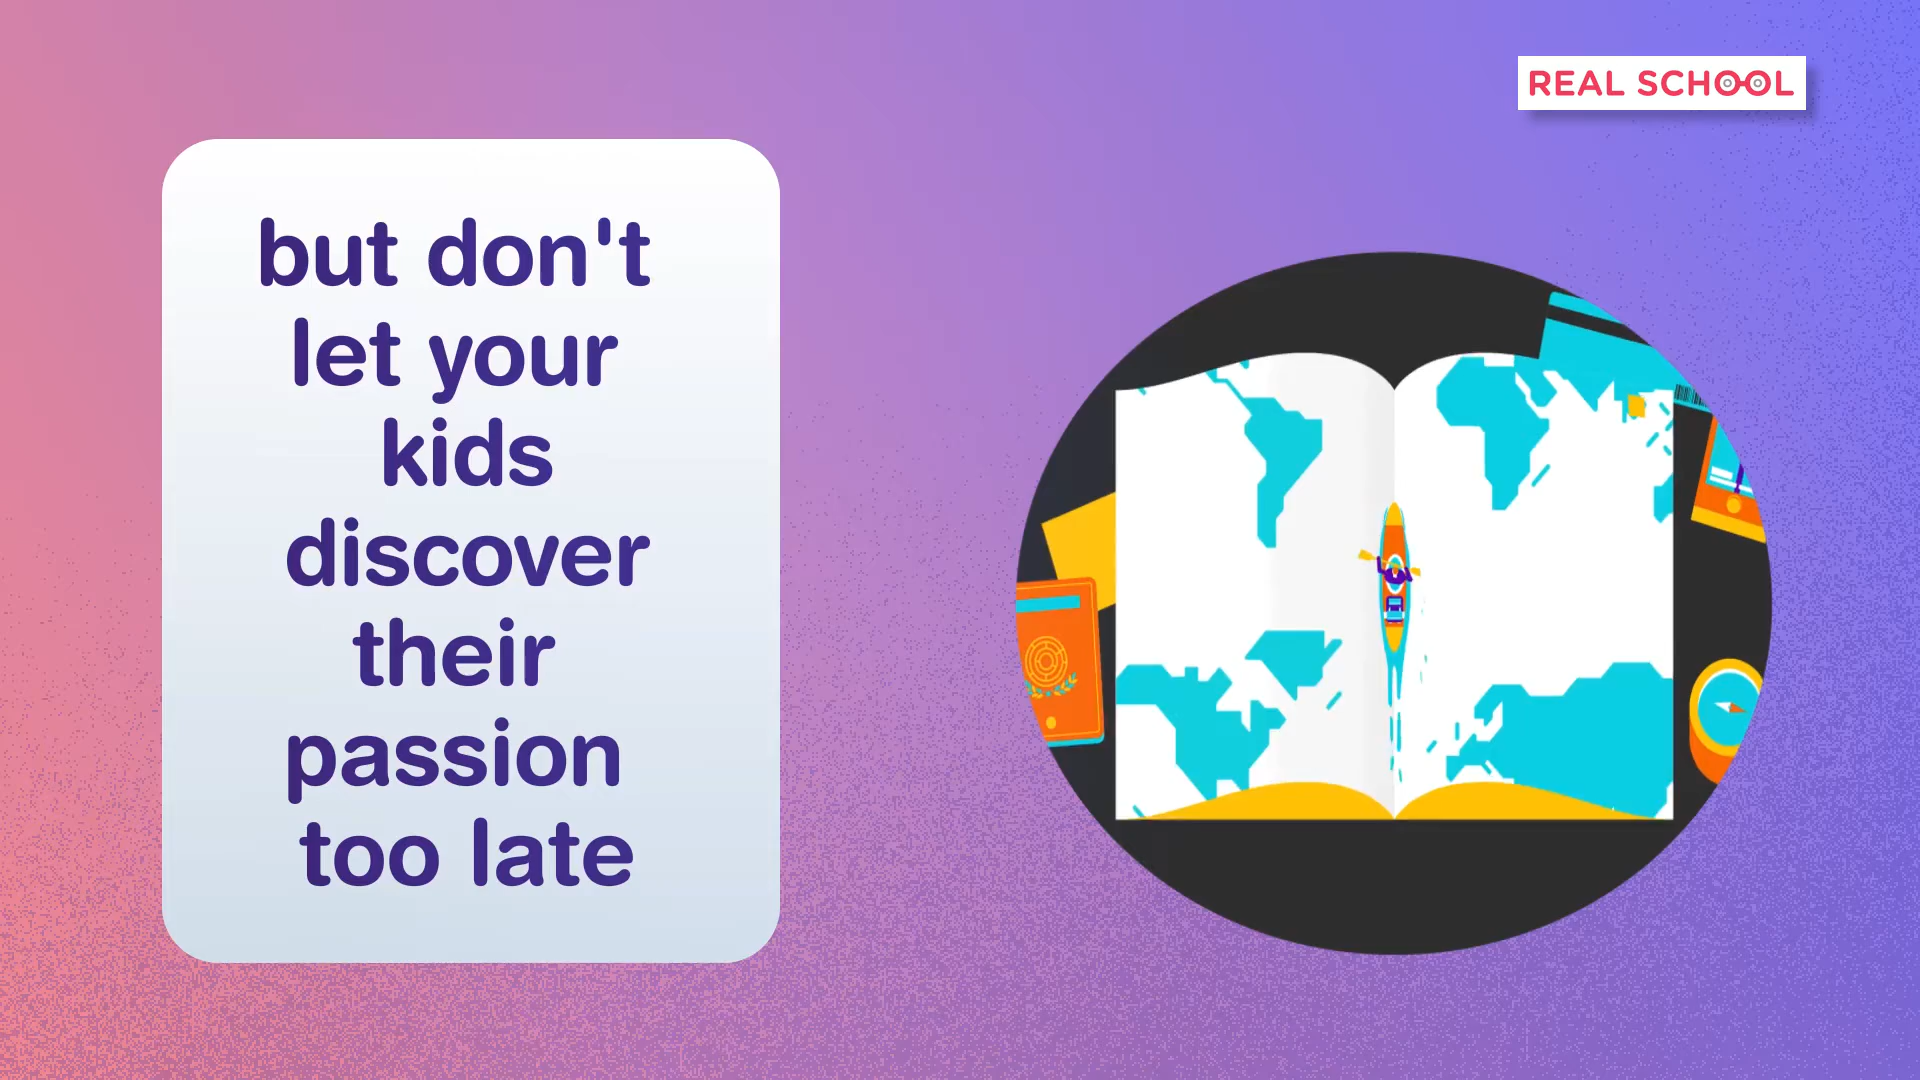 REAL SCHOOL
but don't
let your
kids
discover
their
passion
too late